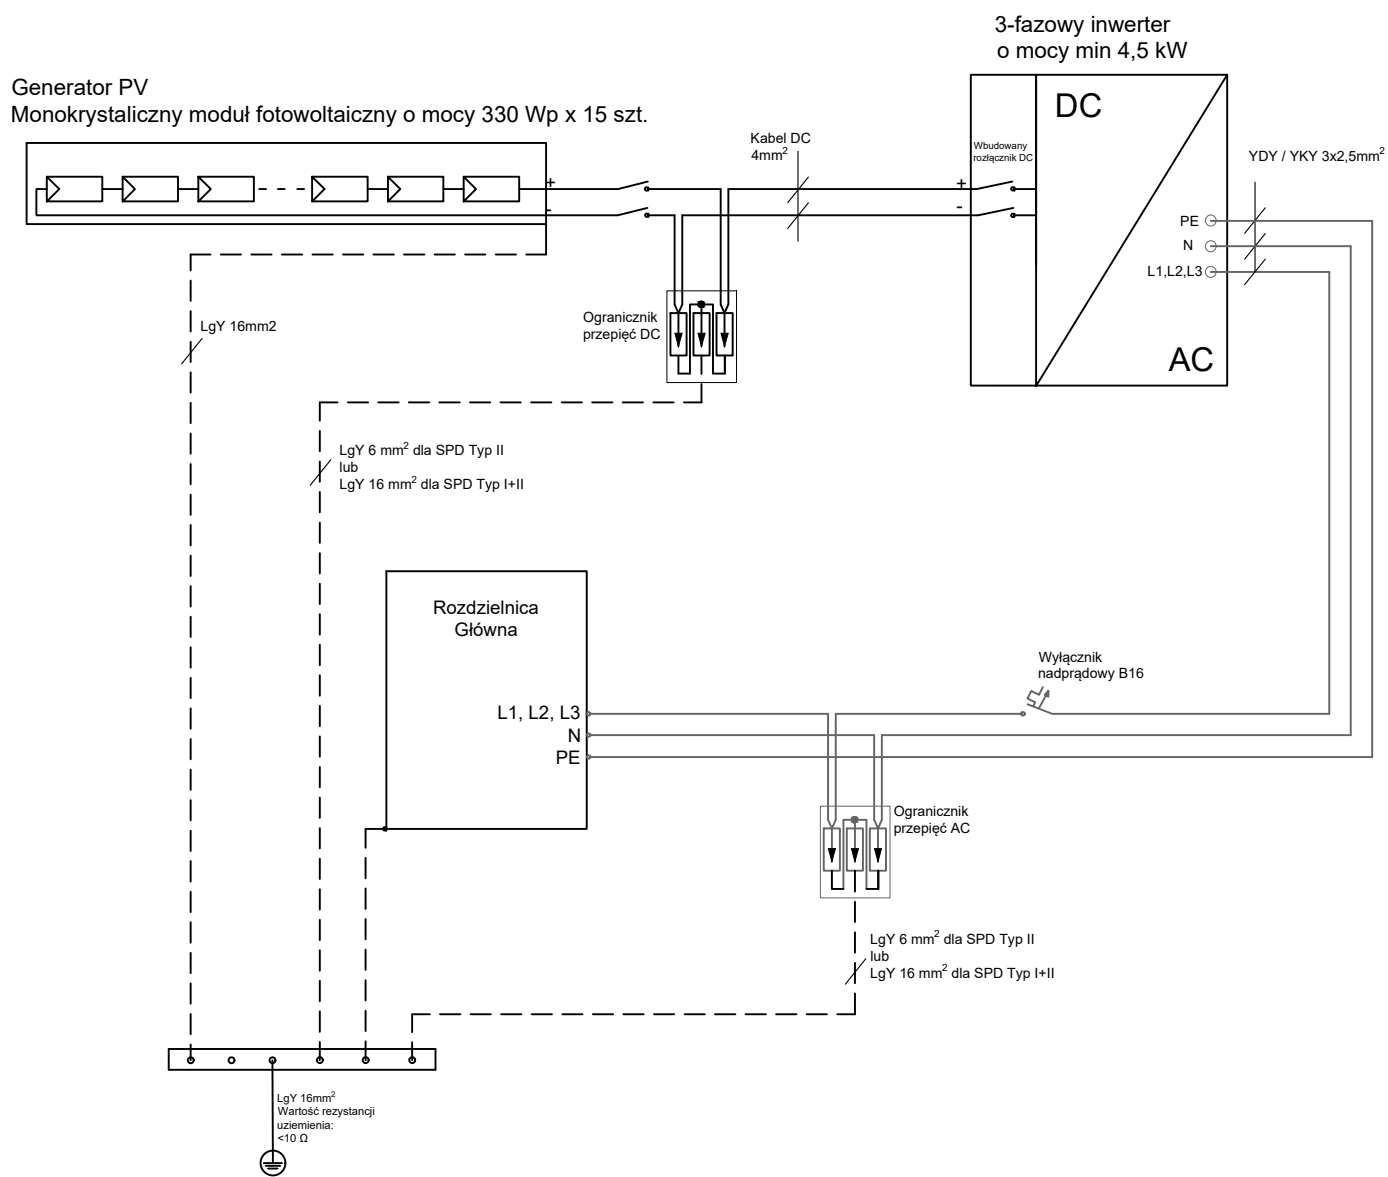 3-fazowy inwerter
o mocy min 4,5 kW
Generator PV
Monokrystaliczny moduł fotowoltaiczny o mocy 330 Wp x 15 szt.
DC
Kabel DC
4mm²
Wbudowany
rozłącznik DC
YDY / YKY 3x2,5mm²
+
-
+
-
PE
N
L1,L2,L3
AC
LgY 16mm2
Ogranicznik
przepięć DC
LgY 6 mm² dla SPD Typ II
lub
LgY 16 mm² dla SPD Typ I+II
Rozdzielnica
Główna
L1, L2, L3
N
PE
Wyłącznik
nadprądowy B16
Ogranicznik
przepięć AC
LgY 6 mm² dla SPD Typ II
lub
LgY 16 mm² dla SPD Typ I+II
LgY 16mm²
Wartość rezystancji
uziemienia:
<10 Ω